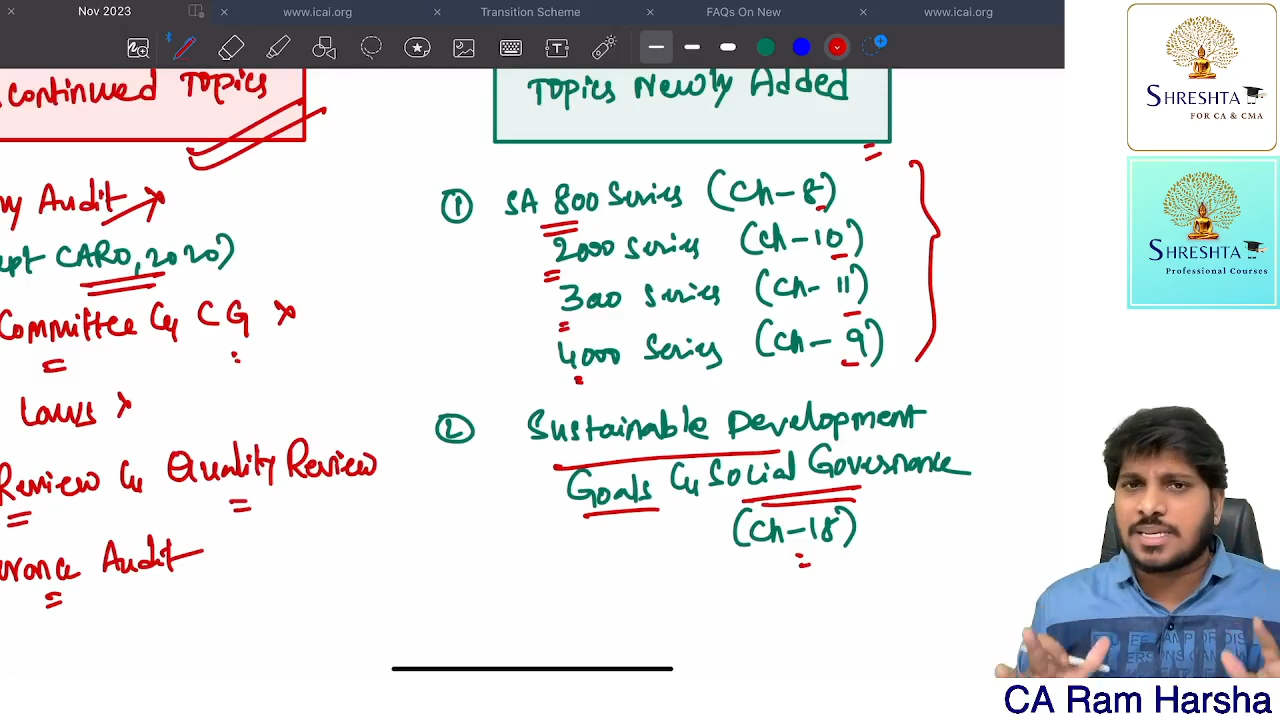 Nov 2023
www.icai.org
Transition Scheme
FAQs On New
www.icai.org
continued Topics
Audit
CARO, 2020)
Committee & CG ×
Laws ×
Review & Quality Review
Audit
Topics Newly Added
① SA 800 Series (Ch-8)
2000 Series (Ch-10)
3000 Series (Ch-11)
4000 Series (Ch-9)
② Sustainable Development
Goals & Social Governance
(Ch-18)
SHRESHTA
FOR CA & CMA
SHRESHTA
Professional Courses
CA Ram Harsha